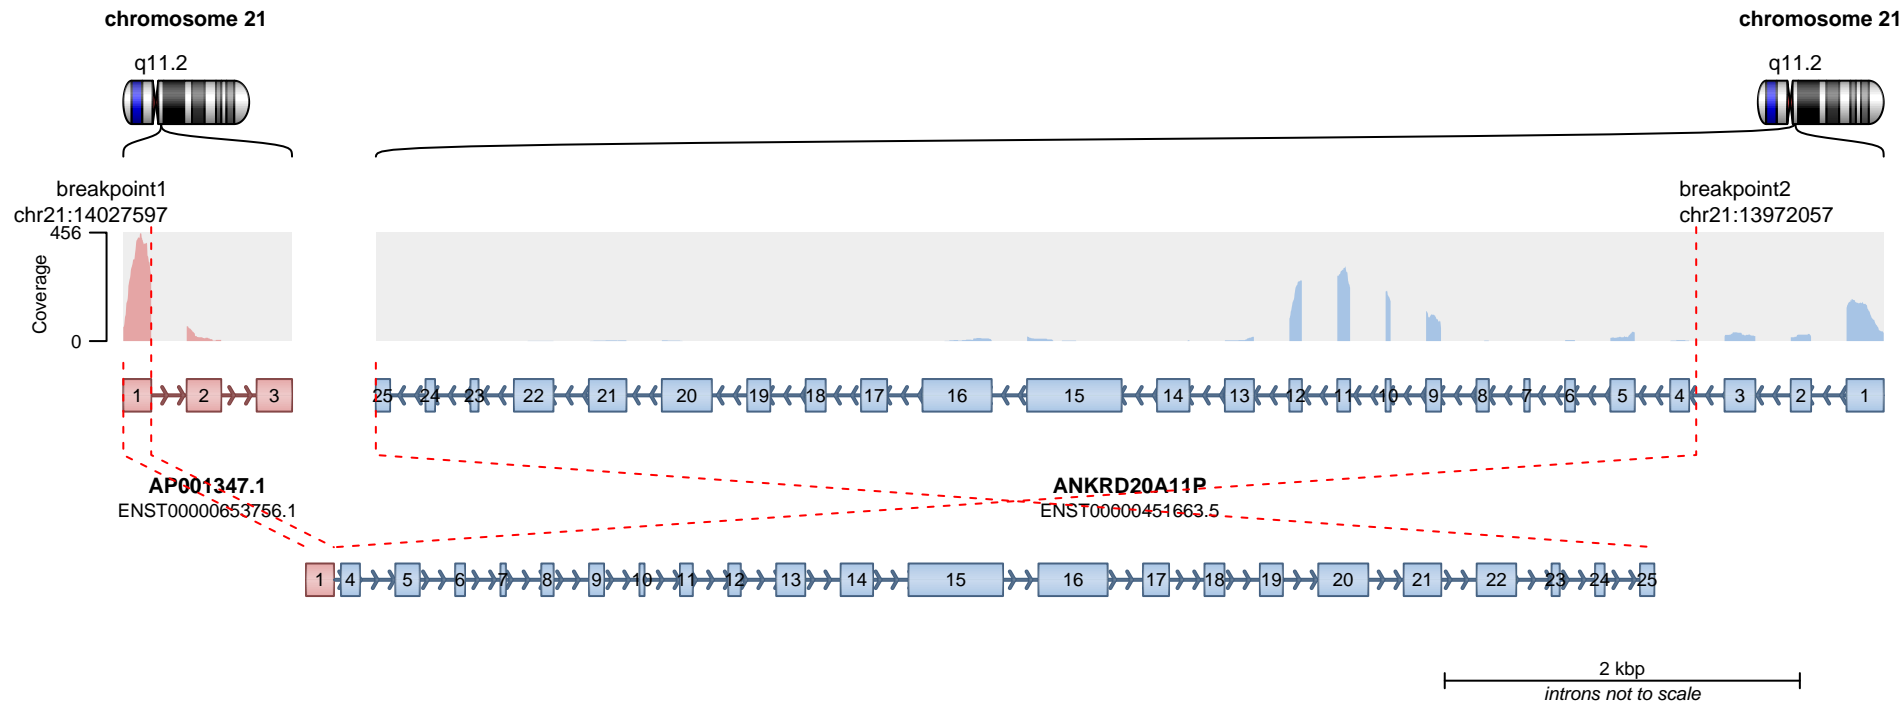 chromosome 21
chromosome 21
q11.2
q11.2
breakpoint1
chr21:14027597
breakpoint2
chr21:13972057
456
Coverage
0
1 2 3
25 24 23 22 21 20 19 18 17 16 15 14 13 12 11 10 9 8 7 6 5 4 3 2 1
AP001347.1
ENST00000653756.1
ANKRD20A11P
ENST00000451663.5
1 4 5 6 7 8 9 10 11 12 13 14 15 16 17 18 19 20 21 22 23 24 25
2 kbp
introns not to scale